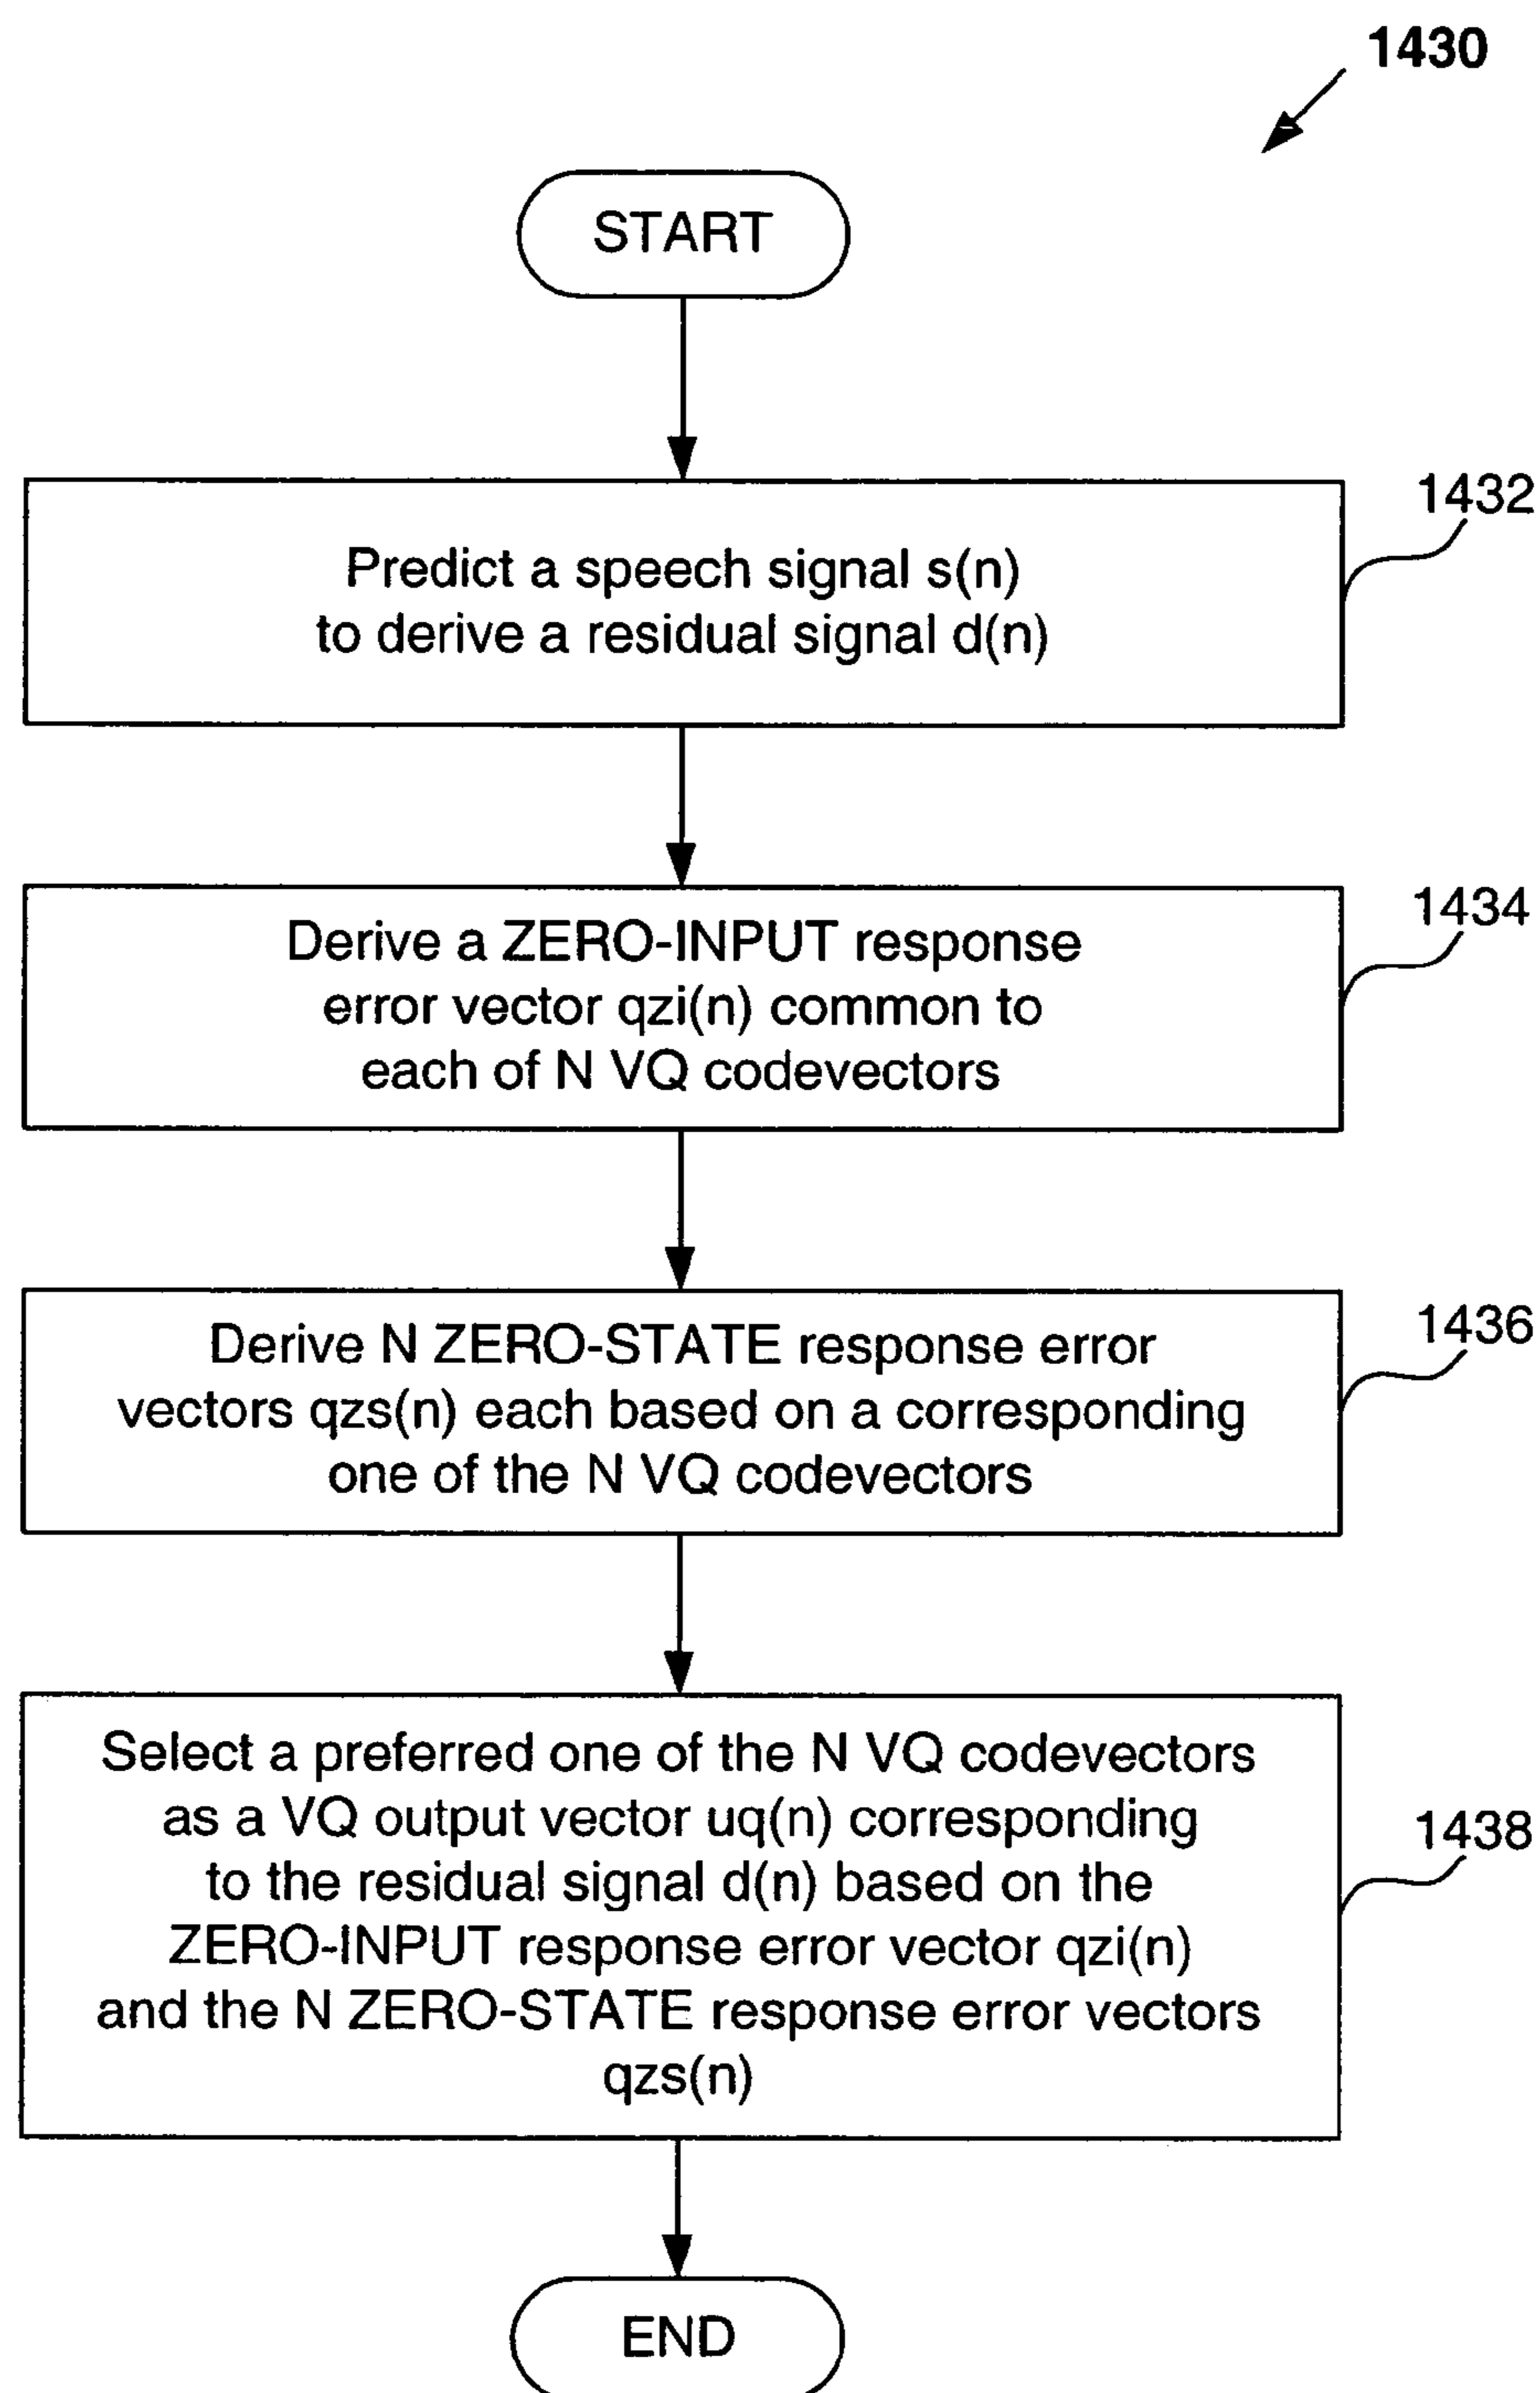 1430
START
1432
Predict a speech signal s(n)
to derive a residual signal d(n)
1434
Derive a ZERO-INPUT response
error vector qzi(n) common to
each of N VQ codevectors
1436
Derive N ZERO-STATE response error
vectors qzs(n) each based on a corresponding
one of the N VQ codevectors
Select a preferred one of the N VQ codevectors
as a VQ output vector uq(n) corresponding
1438
to the residual signal d(n) based on the
ZERO-INPUT response error vector qzi(n)
and the N ZERO-STATE response error vectors
qzs(n)
END